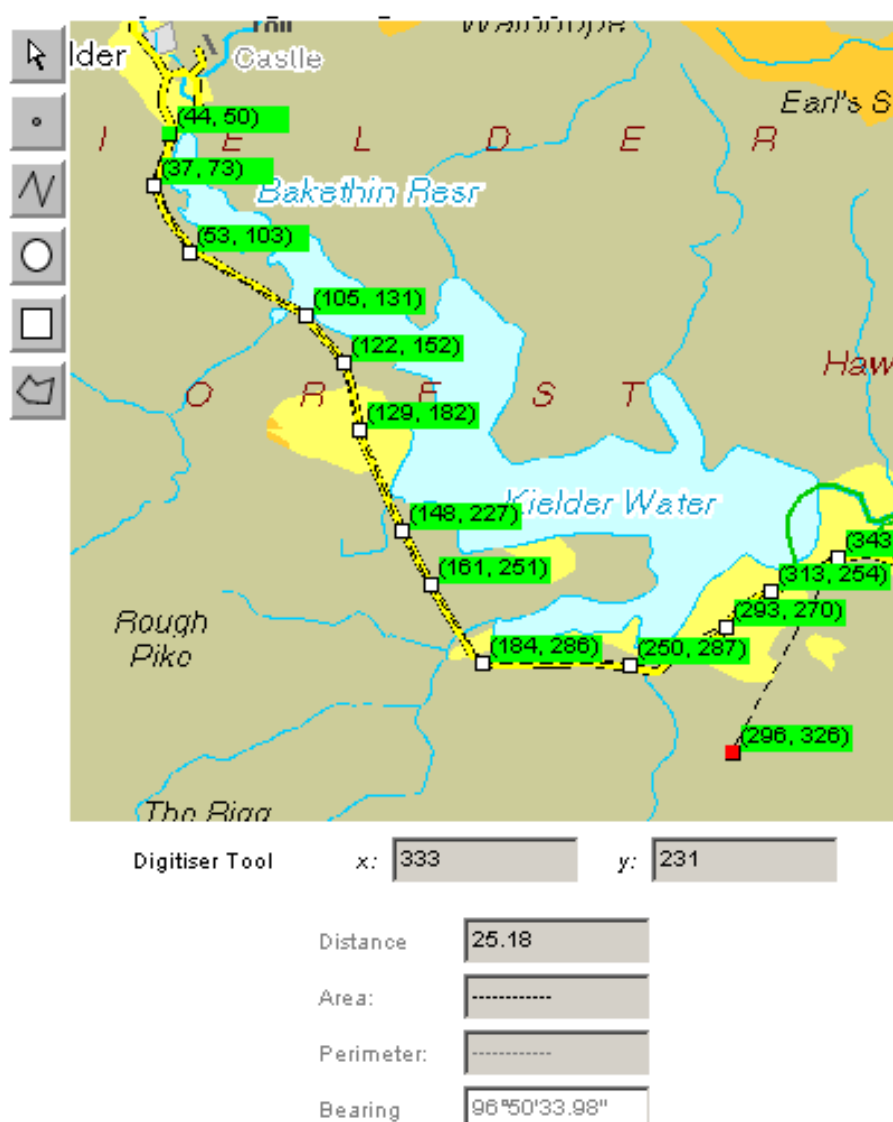 lder
Castle
Earl's S
(44, 50)
I E L D E R
(37, 73)
Bakethin Resr
(53, 103)
(105, 131)
(122, 152)
Haw
O R E S T
(129, 182)
Kielder Water
(148, 227)
(343
(161, 251)
(313, 254)
(293, 270)
Rough
Pike
(184, 286)
(250, 287)
(296, 326)
The Rigg
Digitiser Tool x: 333 y: 231
Distance 25.18
Area: ------------
Perimeter: ------------
Bearing 96°50'33.98"